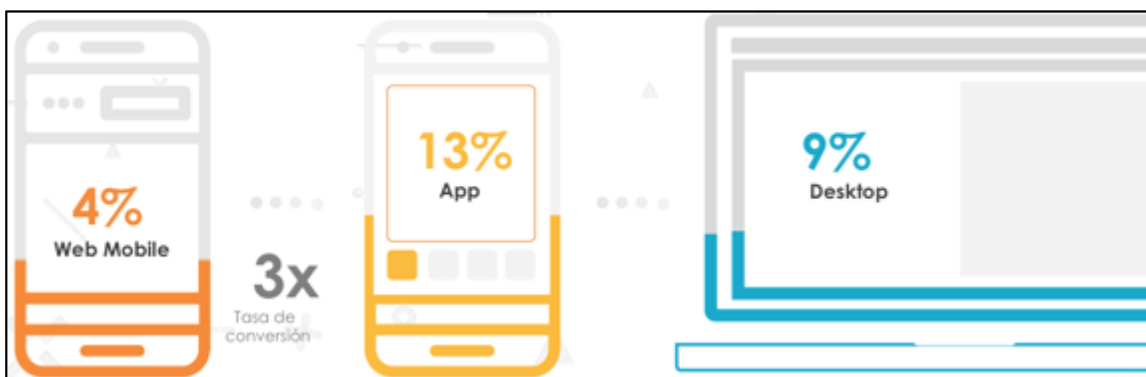 4%
Web Mobile
3x
Tasa de
conversión
13%
App
9%
Desktop